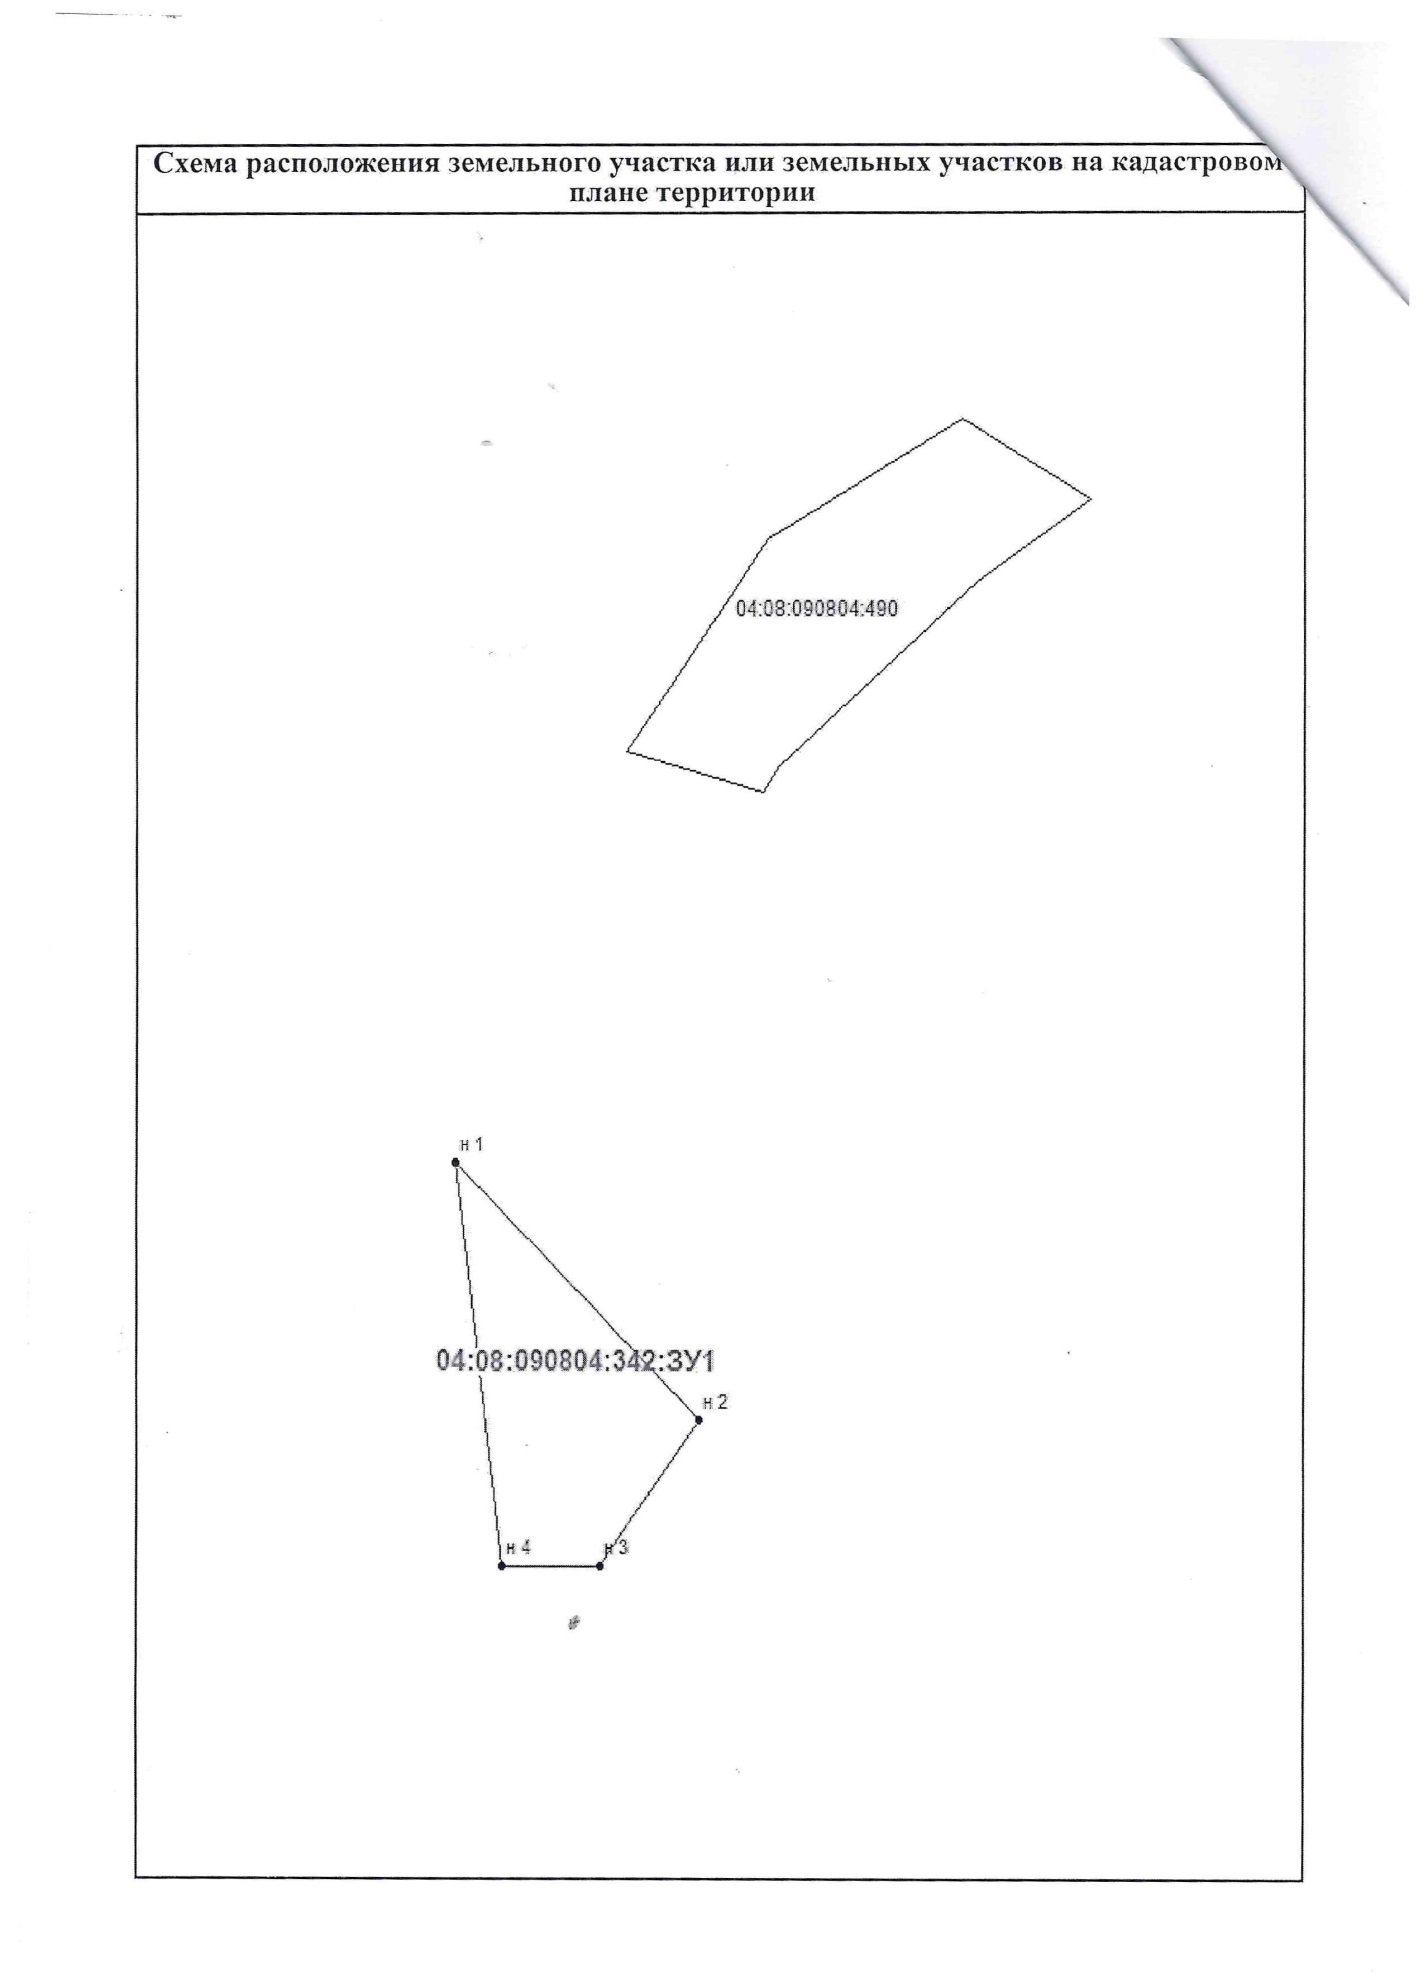 Схема расположения земельного участка или земельных участков на кадастровом
плане территории
04:08:090804:490
н 1
04:08:090804:342:ЗУ1
н 2
н 4
н 3